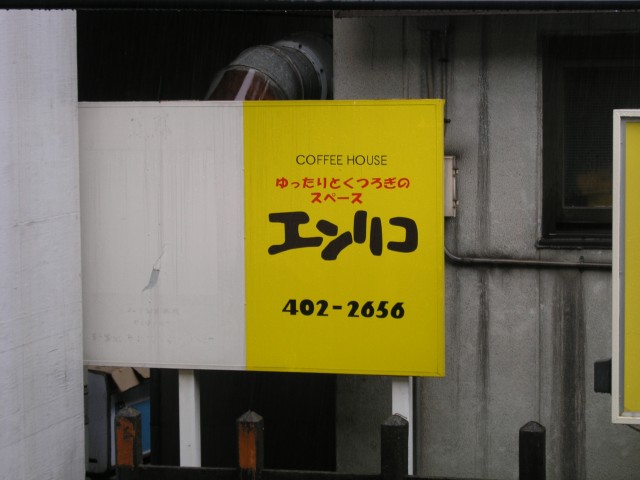 COFFEE HOUSE
ゆったりとくつろぎの
スペース
エンリコ
402-2656